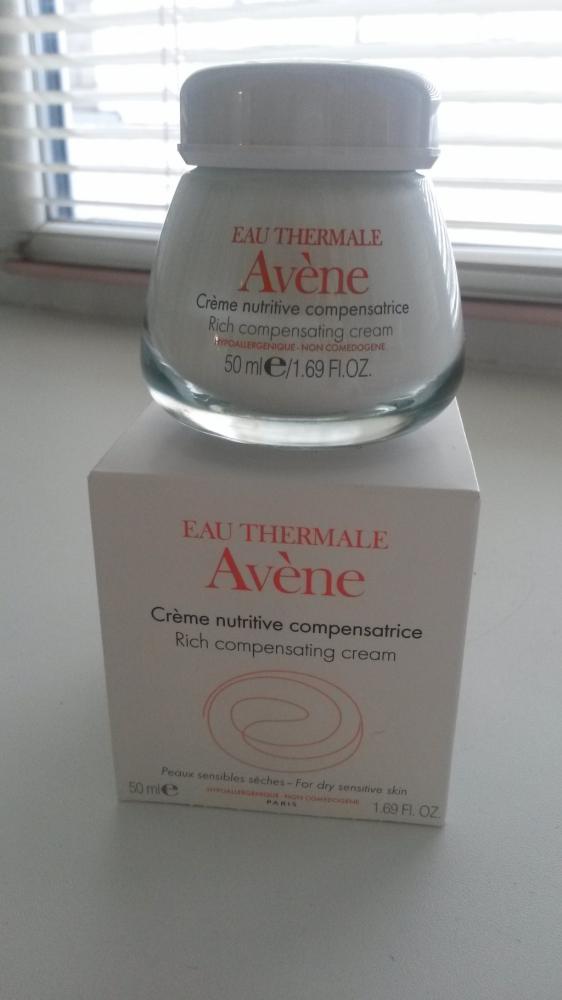 EAU THERMALE
Avène
Crème nutritive compensatrice
Rich compensating cream
HYPOALLERGENIQUE - NON COMEDOGENE
50 ml e/1.69 FI.OZ.
EAU THERMALE
Avène
Crème nutritive compensatrice
Rich compensating cream
Peaux sensibles sèches – For dry sensitive skin
HYPOALLERGENIQUE - NON COMEDOGENE
50 ml e PARIS 1.69 Fl. OZ.